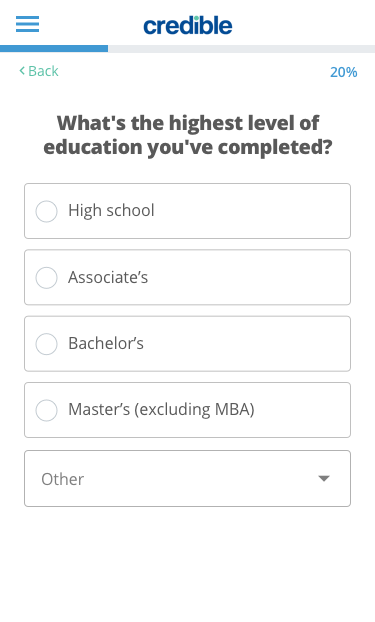 credible
Back
20%
What's the highest level of
education you've completed?
High school
Associate’s
Bachelor’s
Master’s (excluding MBA)
Other